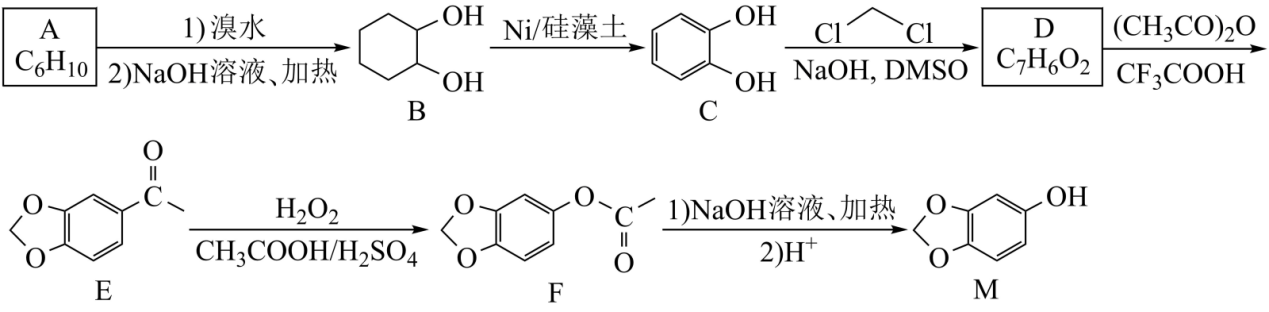 A
C₆H₁₀
1)溴水
2)NaOH溶液、加热
OH
OH
B
Ni/硅藻土
OH
OH
C
Cl Cl
NaOH, DMSO
D
C₇H₆O₂
(CH₃CO)₂O
CF₃COOH
O
C
O
O
E
H₂O₂
CH₃COOH/H₂SO₄
O
O
O
C
O
F
1)NaOH溶液、加热
2)H⁺
O
O
OH
M